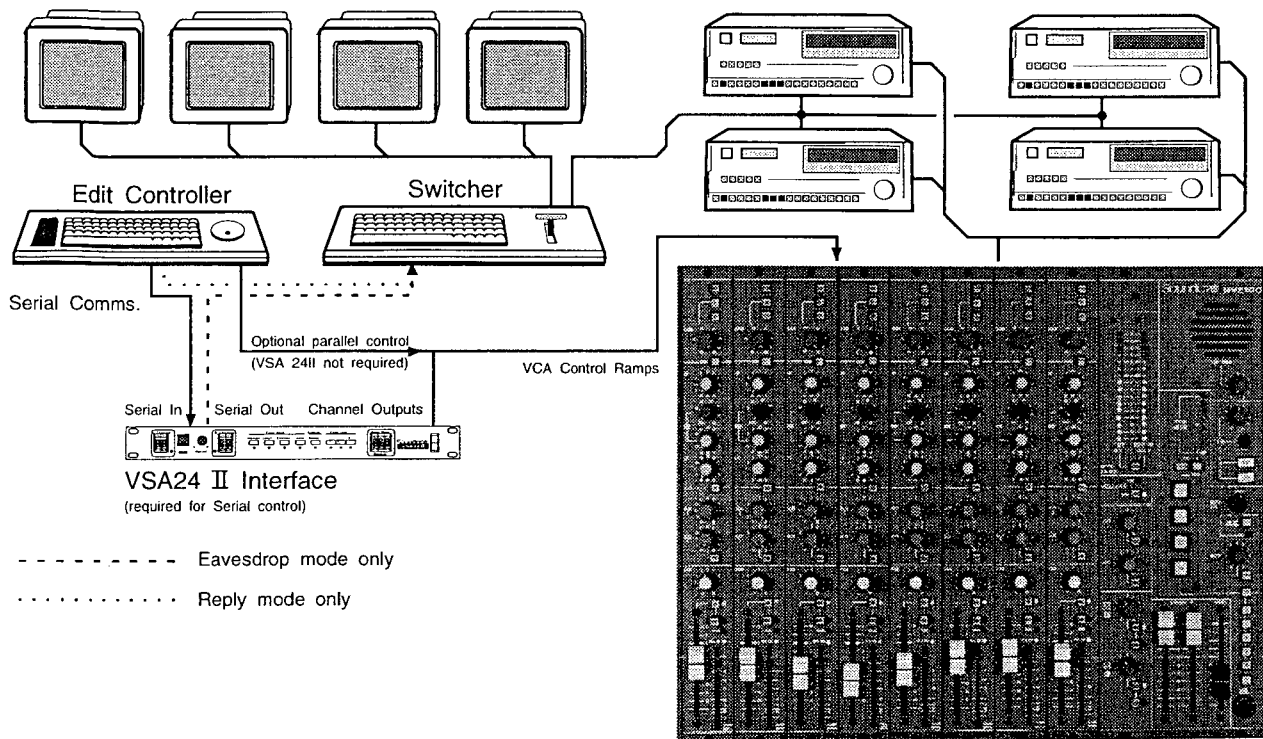 Edit Controller
Switcher
Serial Comms.
Optional parallel control
(VSA 24II not required)
VCA Control Ramps
Serial In
Serial Out
Channel Outputs
VSA24 II Interface
(required for Serial control)
Eavesdrop mode only
Reply mode only